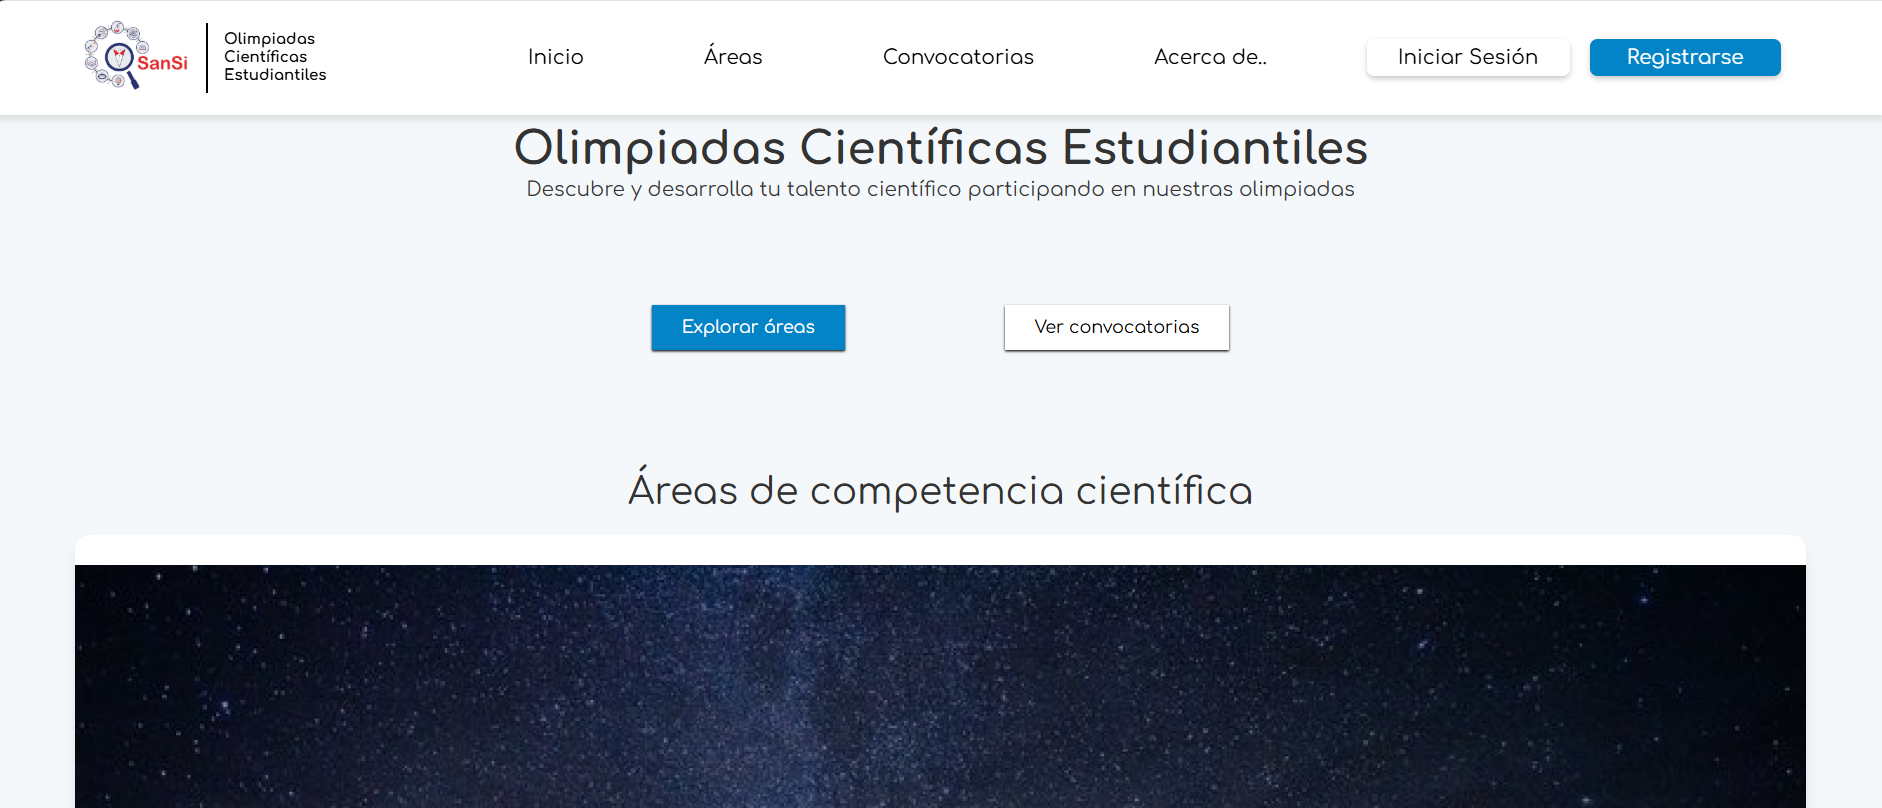 SanSi
Olimpiadas
Científicas
Estudiantiles
Inicio
Áreas
Convocatorias
Acerca de..
Iniciar Sesión
Registrarse
Olimpiadas Científicas Estudiantiles
Descubre y desarrolla tu talento científico participando en nuestras olimpiadas
Explorar áreas
Ver convocatorias
Áreas de competencia científica